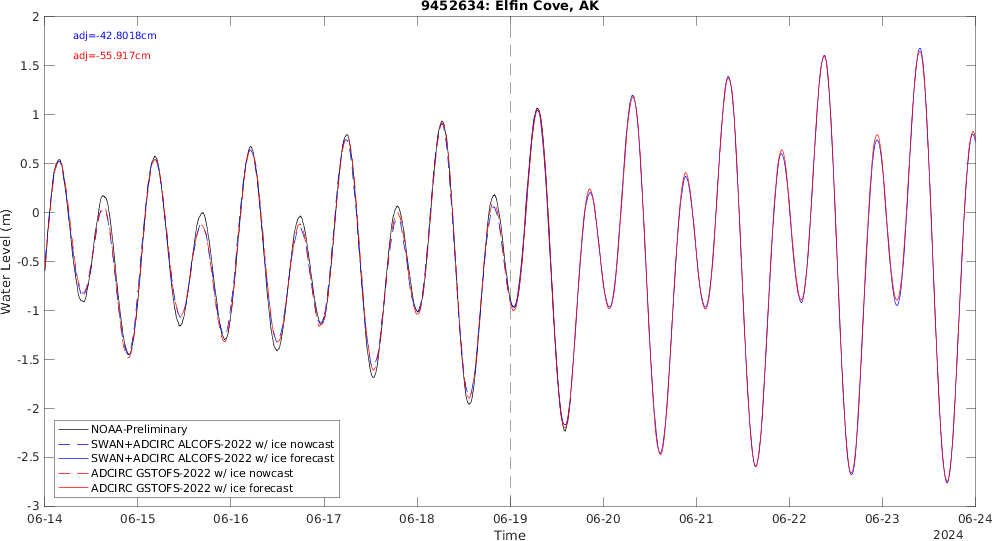 9452634: Elfin Cove, AK
adj=-42.8018cm
adj=-55.917cm
Water Level (m)
2
1.5
1
0.5
0
-0.5
-1
-1.5
-2
-2.5
-3
NOAA-Preliminary
SWAN+ADCIRC ALCOFS-2022 w/ ice nowcast
SWAN+ADCIRC ALCOFS-2022 w/ ice forecast
ADCIRC GSTOFS-2022 w/ ice nowcast
ADCIRC GSTOFS-2022 w/ ice forecast
06-14 06-15 06-16 06-17 06-18 06-19 06-20 06-21 06-22 06-23 06-24
Time
2024